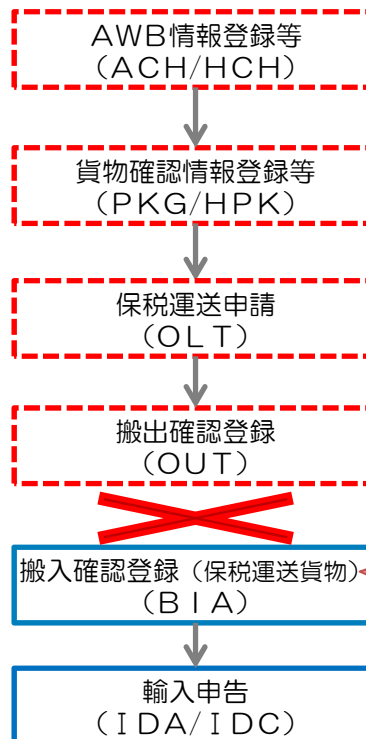 AWB情報登録等
(ACH/HCH)
貨物確認情報登録等
(PKG/HPK)
保税運送申請
(OLT)
搬出確認登録
(OUT)
搬入確認登録(保税運送貨物)
(BIA)
輸入申告
(IDA/IDC)